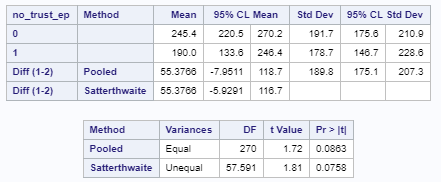 no_trust_ep Method Mean 95% CL Mean Std Dev 95% CL Std Dev
0 245.4 220.5 270.2 191.7 175.6 210.9
1 190.0 133.6 246.4 178.7 146.7 228.6
Diff (1-2) Pooled 55.3766 -7.9511 118.7 189.8 175.1 207.3
Diff (1-2) Satterthwaite 55.3766 -5.9291 116.7
Method Variances DF t Value Pr > |t|
Pooled Equal 270 1.72 0.0863
Satterthwaite Unequal 57.591 1.81 0.0758